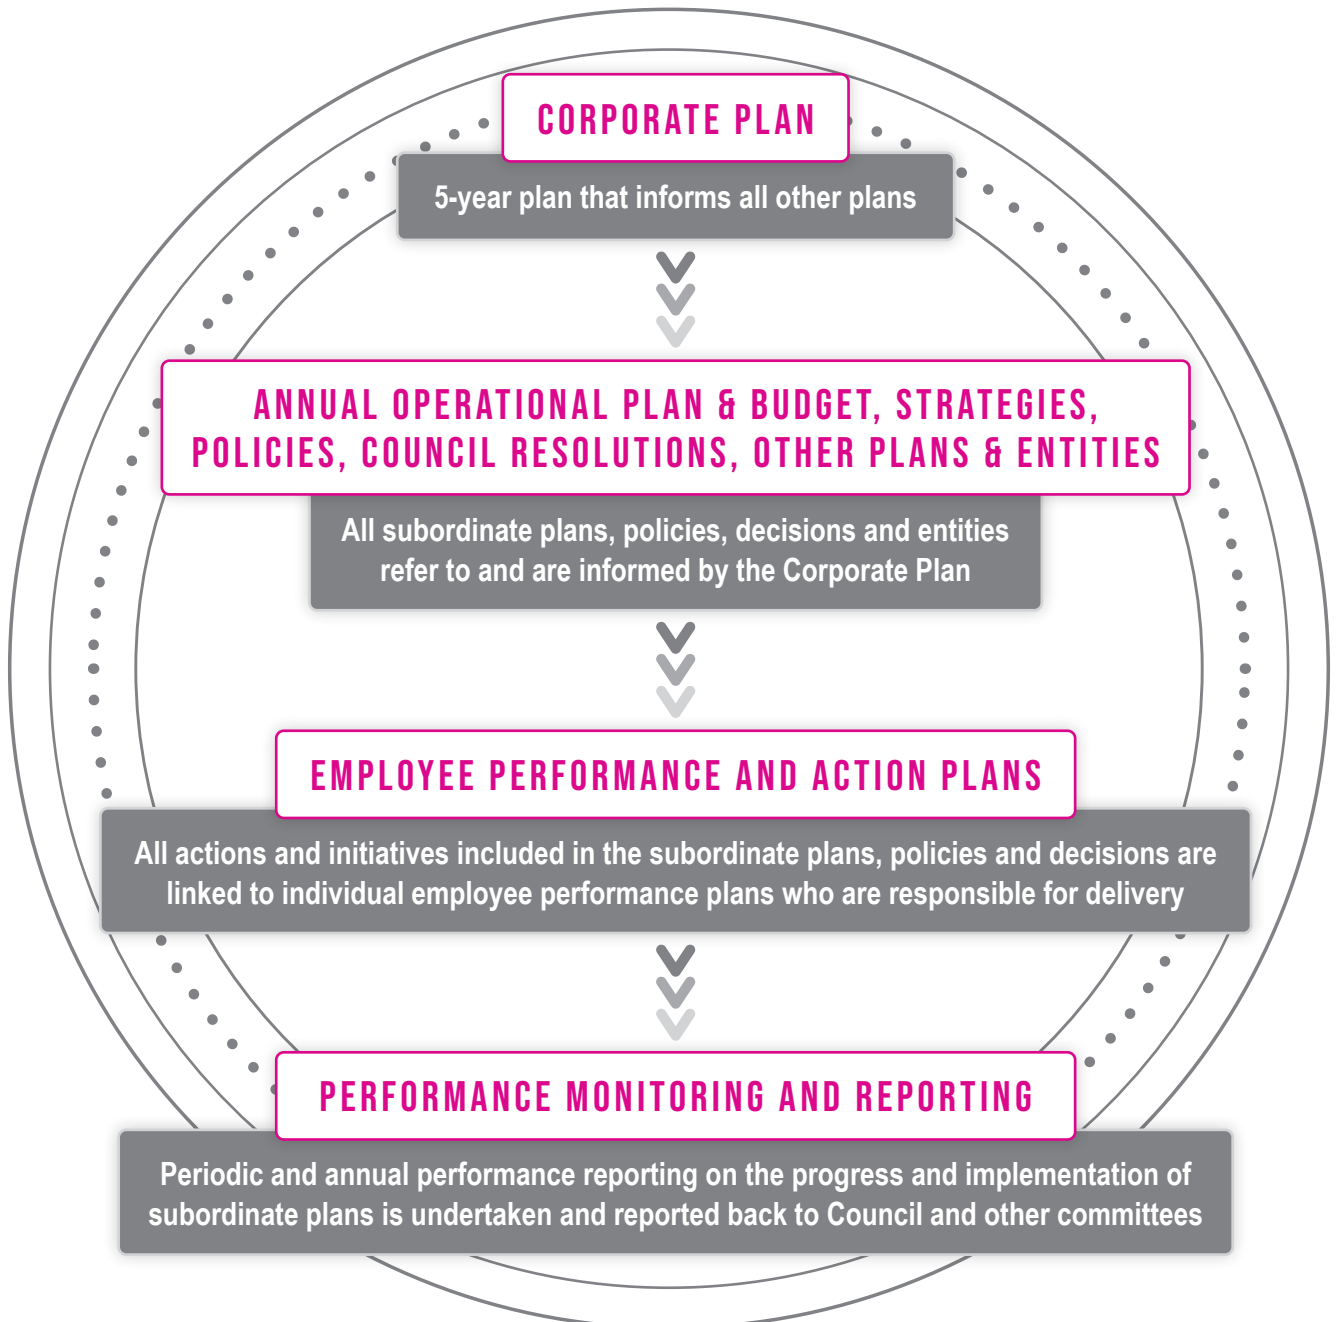 CORPORATE PLAN
5-year plan that informs all other plans
ANNUAL OPERATIONAL PLAN & BUDGET, STRATEGIES,
POLICIES, COUNCIL RESOLUTIONS, OTHER PLANS & ENTITIES
All subordinate plans, policies, decisions and entities
refer to and are informed by the Corporate Plan
EMPLOYEE PERFORMANCE AND ACTION PLANS
All actions and initiatives included in the subordinate plans, policies and decisions are
linked to individual employee performance plans who are responsible for delivery
PERFORMANCE MONITORING AND REPORTING
Periodic and annual performance reporting on the progress and implementation of
subordinate plans is undertaken and reported back to Council and other committees